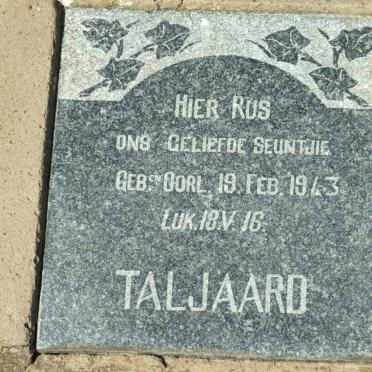 HIER RUS
ONS GELIEFDE SEUNTJIE
GEB. EN OORL. 19. FEB. 1943
LUK.18.V.16.
TALJAARD